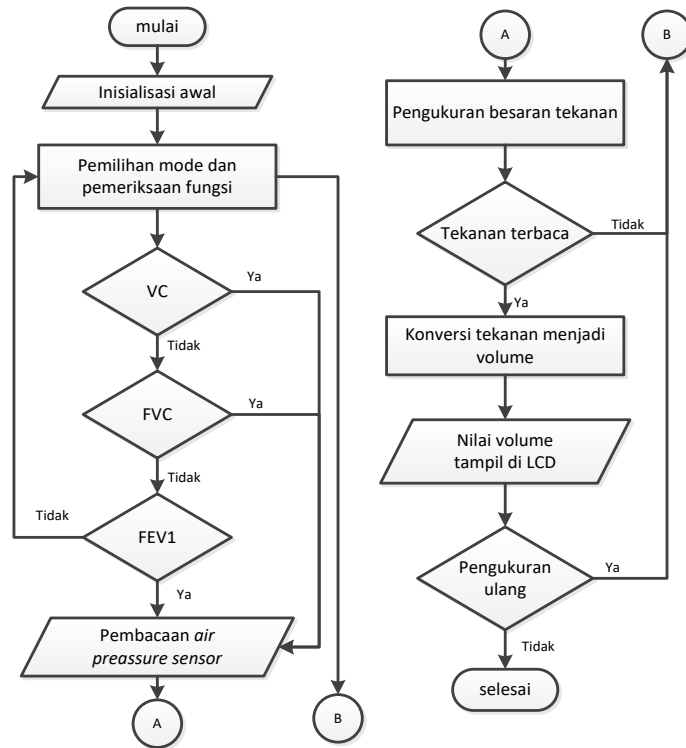 mulai
Inisialisasi awal
Pemilihan mode dan
pemeriksaan fungsi
VC
Ya
Tidak
FVC
Ya
Tidak
Tidak
FEV1
Ya
Pembacaan air
preassure sensor
A
B
A
B
Pengukuran besaran tekanan
Tekanan terbaca
Tidak
Ya
Konversi tekanan menjadi
volume
Nilai volume
tampil di LCD
Pengukuran
ulang
Ya
Tidak
selesai